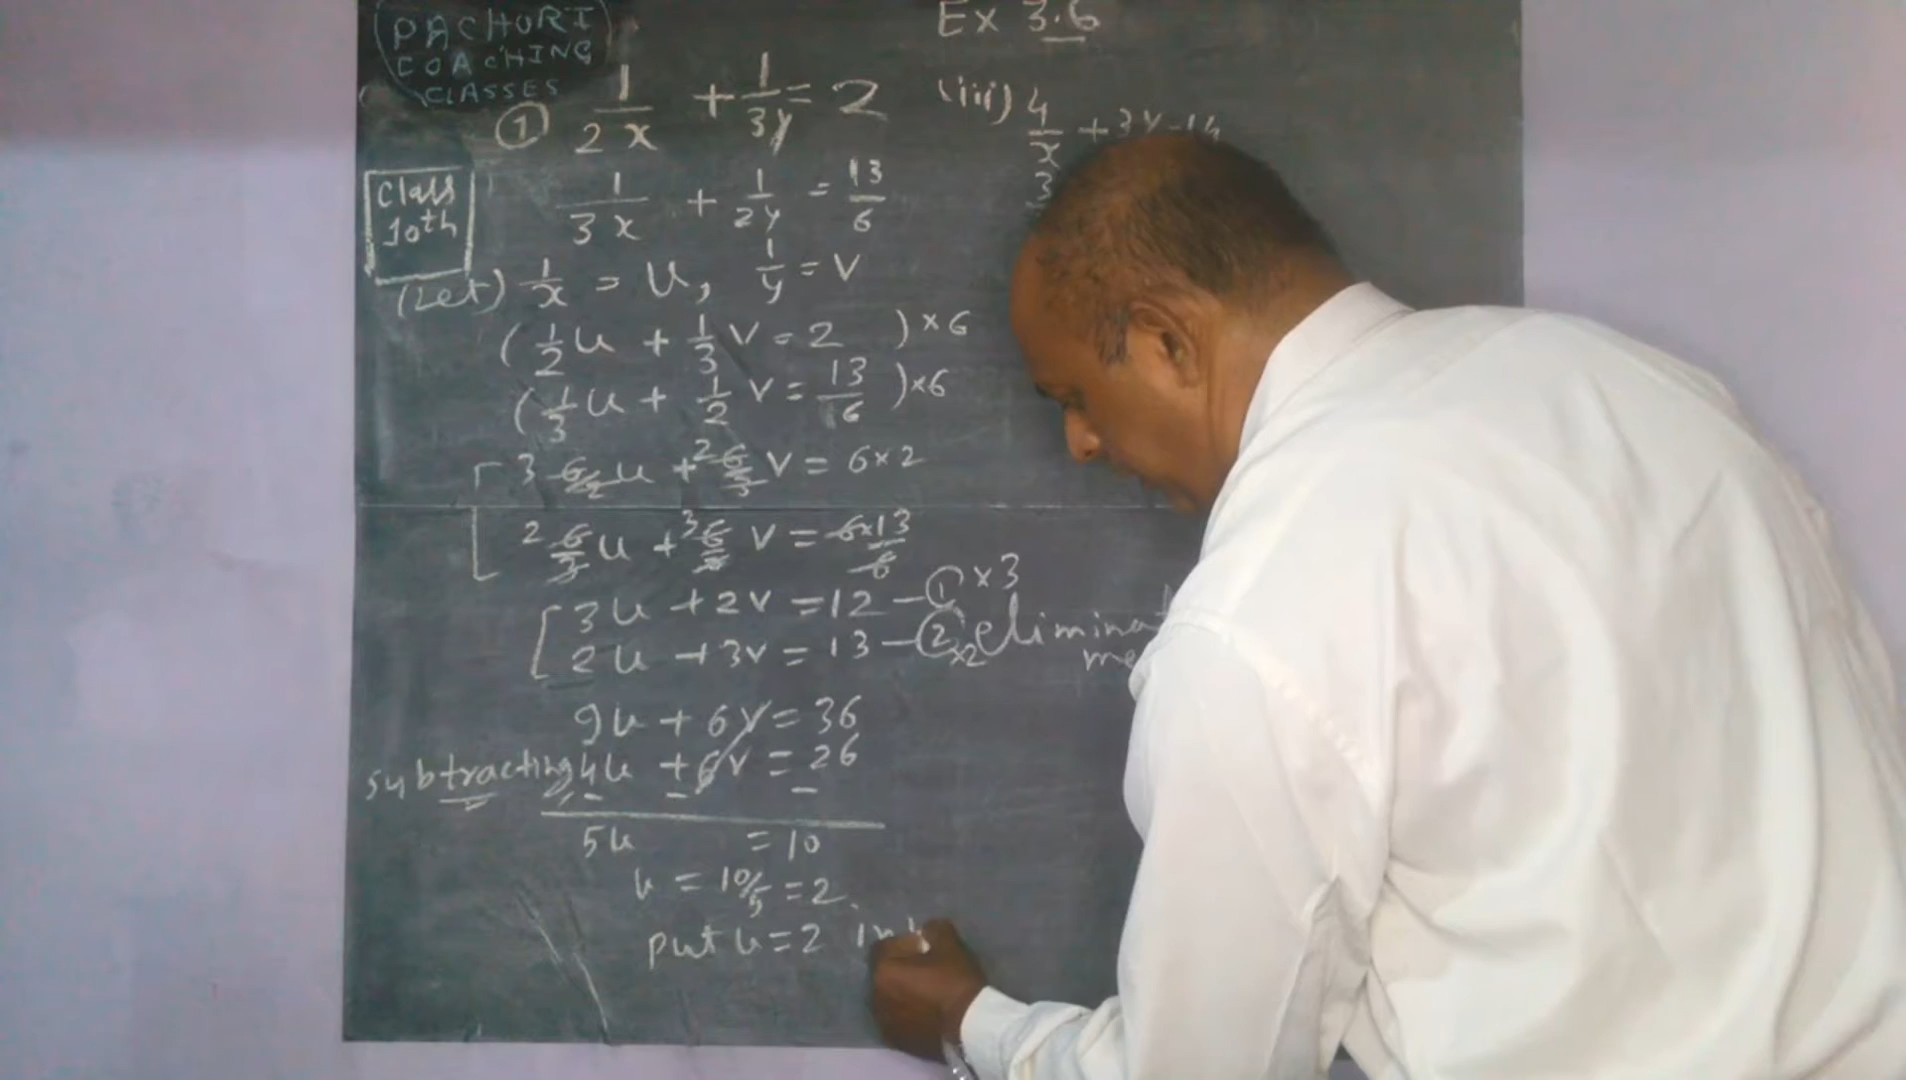 PACHORI
COACHING
CLASSES
Class
10th
① 1/2x + 1/3y = 2
1/3x + 1/2y = 13/6
(Let) 1/x = u, 1/y = v
(1/2 u + 1/3 v = 2 ) × 6
(1/3 u + 1/2 v = 13/6 ) × 6
3 6/2 u + 2 6/3 v = 6 × 2
2 6/3 u + 3 6/2 v = 6×13/6
3u + 2v = 12 – ① × 3
2u + 3v = 13 – ② ×2
9u + 6v = 36
subtracting 4u + 6v = 26
– – –
5u = 10
u = 10/5 = 2
put u = 2 in
Ex 3.6
(iii) 4/x + 3y
3